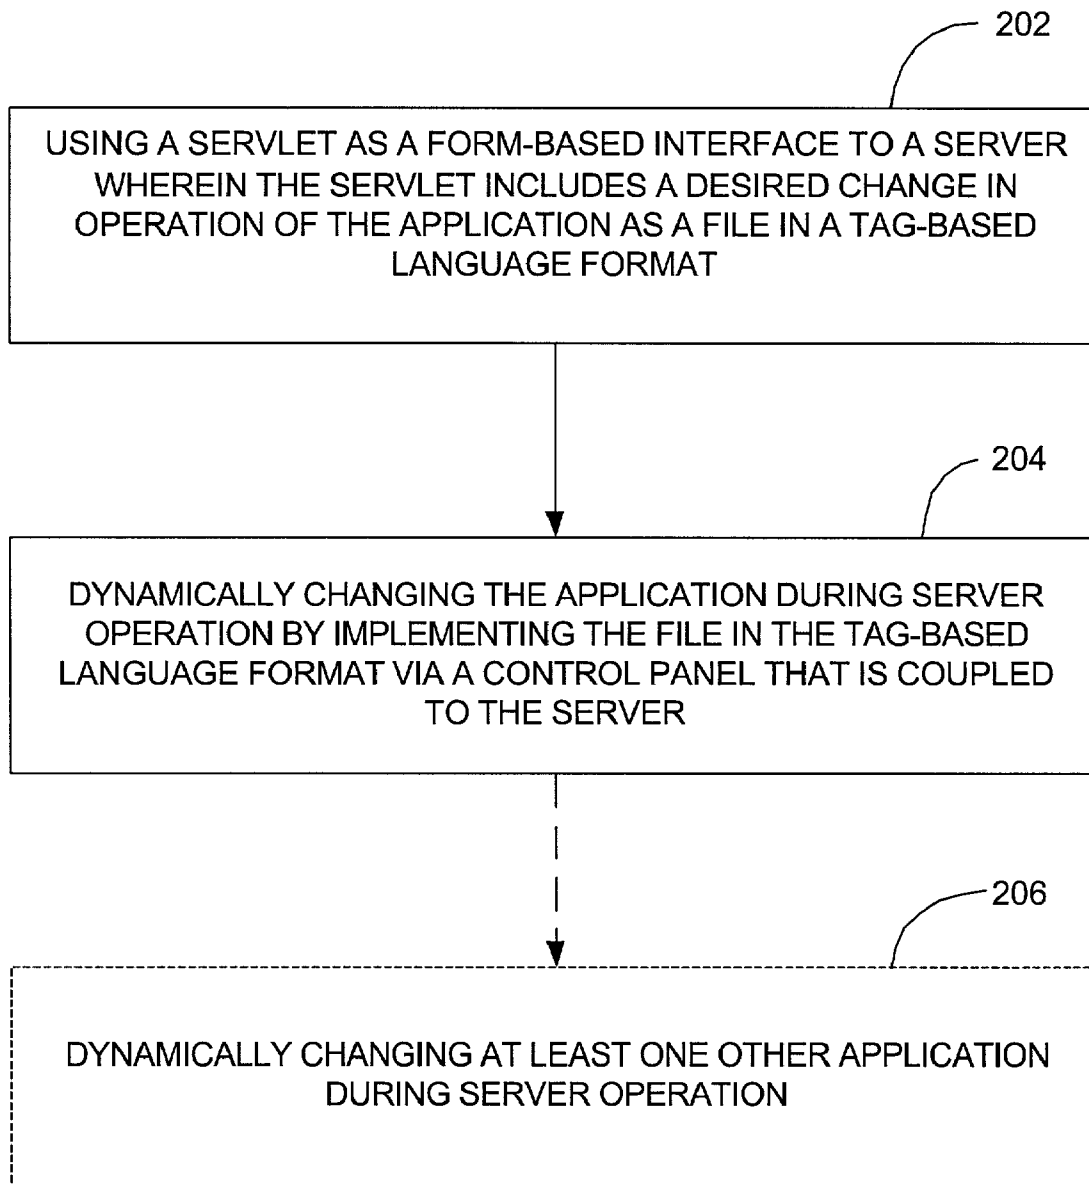 202
USING A SERVLET AS A FORM-BASED INTERFACE TO A SERVER
WHEREIN THE SERVLET INCLUDES A DESIRED CHANGE IN
OPERATION OF THE APPLICATION AS A FILE IN A TAG-BASED
LANGUAGE FORMAT
204
DYNAMICALLY CHANGING THE APPLICATION DURING SERVER
OPERATION BY IMPLEMENTING THE FILE IN THE TAG-BASED
LANGUAGE FORMAT VIA A CONTROL PANEL THAT IS COUPLED
TO THE SERVER
206
DYNAMICALLY CHANGING AT LEAST ONE OTHER APPLICATION
DURING SERVER OPERATION